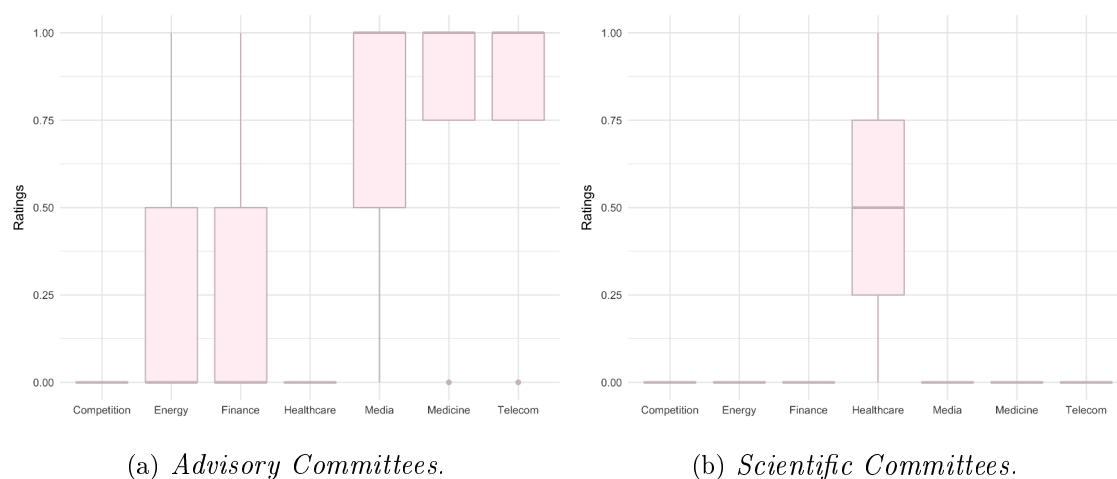 Ratings
1.00
0.75
0.50
0.25
0.00
Competition Energy Finance Healthcare Media Medicine Telecom
(a) Advisory Committees.
Ratings
1.00
0.75
0.50
0.25
0.00
Competition Energy Finance Healthcare Media Medicine Telecom
(b) Scientific Committees.